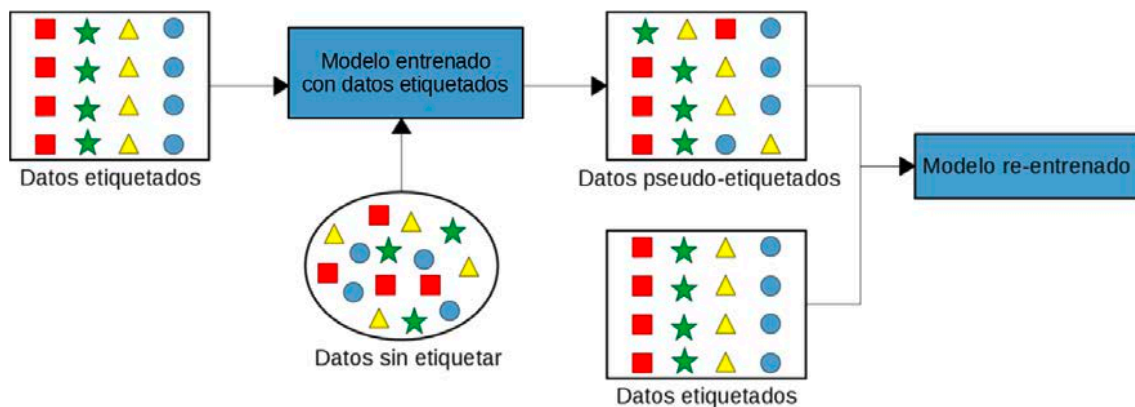 Datos etiquetados
Modelo entrenado
con datos etiquetados
Datos sin etiquetar
Datos pseudo-etiquetados
Datos etiquetados
Modelo re-entrenado